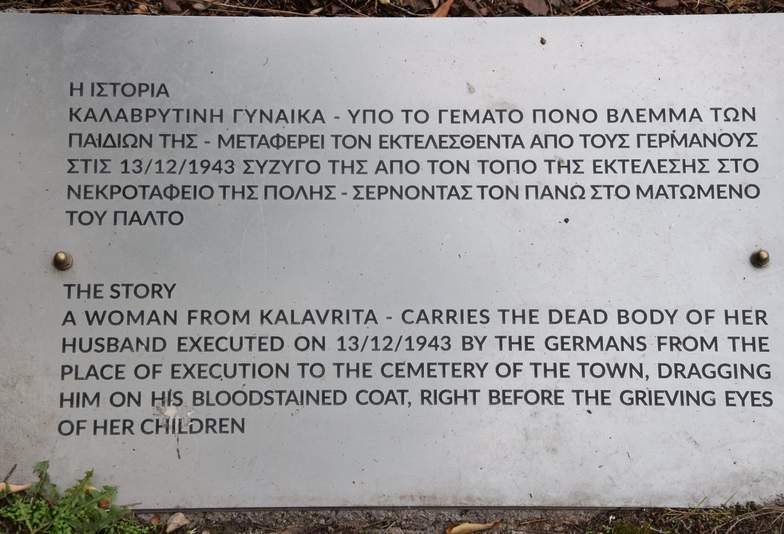 Η ΙΣΤΟΡΙΑ
ΚΑΛΑΒΡΥΤΙΝΗ ΓΥΝΑΙΚΑ - ΥΠΟ ΤΟ ΓΕΜΑΤΟ ΠΟΝΟ ΒΛΕΜΜΑ ΤΩΝ
ΠΑΙΔΙΩΝ ΤΗΣ - ΜΕΤΑΦΕΡΕΙ ΤΟΝ ΕΚΤΕΛΕΣΘΕΝΤΑ ΑΠΟ ΤΟΥΣ ΓΕΡΜΑΝΟΥΣ
ΣΤΙΣ 13/12/1943 ΣΥΖΥΓΟ ΤΗΣ ΑΠΟ ΤΟΝ ΤΟΠΟ ΤΗΣ ΕΚΤΕΛΕΣΗΣ ΣΤΟ
ΝΕΚΡΟΤΑΦΕΙΟ ΤΗΣ ΠΟΛΗΣ - ΣΕΡΝΟΝΤΑΣ ΤΟΝ ΠΑΝΩ ΣΤΟ ΜΑΤΩΜΕΝΟ
ΤΟΥ ΠΑΛΤΟ
THE STORY
A WOMAN FROM KALAVRITA - CARRIES THE DEAD BODY OF HER
HUSBAND EXECUTED ON 13/12/1943 BY THE GERMANS FROM THE
PLACE OF EXECUTION TO THE CEMETERY OF THE TOWN, DRAGGING
HIM ON HIS BLOODSTAINED COAT, RIGHT BEFORE THE GRIEVING EYES
OF HER CHILDREN